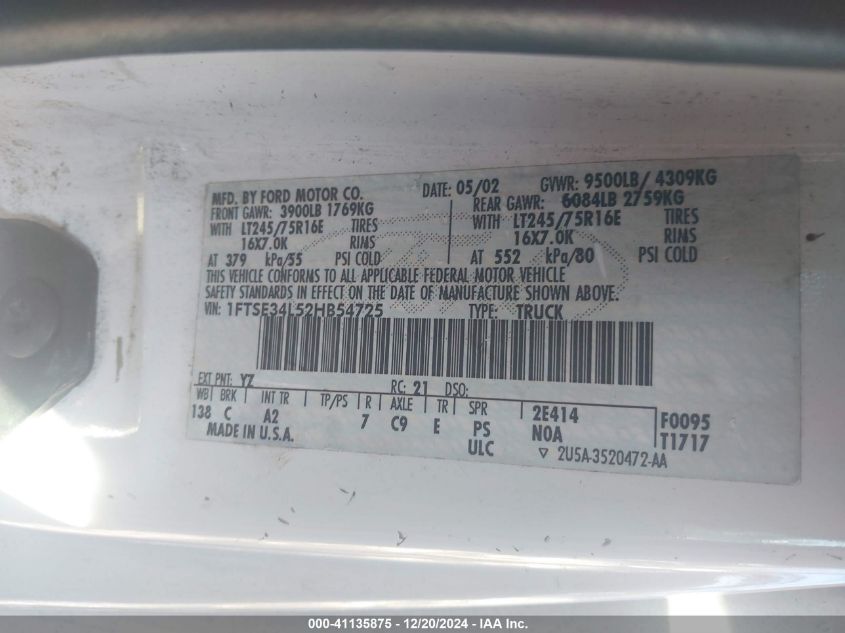 MFD. BY FORD MOTOR CO. DATE: 05/02 GVWR: 9500LB/ 4309KG
FRONT GAWR: 3900LB 1769KG REAR GAWR: 6084LB 2759KG
WITH LT245/75R16E TIRES WITH LT245/75R16E TIRES
16X7.0K RIMS 16X7.0K RIMS
AT 379 kPa/55 PSI COLD AT 552 kPa/80 PSI COLD
THIS VEHICLE CONFORMS TO ALL APPLICABLE FEDERAL MOTOR VEHICLE
SAFETY STANDARDS IN EFFECT ON THE DATE OF MANUFACTURE SHOWN ABOVE.
VIN: 1FTSE34L52HB54725 TYPE: TRUCK
EXT PNT: YZ RC: 21 DSO:
WB BRK INT TR TP/PS R AXLE TR SPR 2E414 F0095
138 C A2 7 C9 E PS N0A T1717
MADE IN U.S.A. ULC ▽ 2U5A-3520472-AA
000-41135875 - 12/20/2024 - IAA Inc.